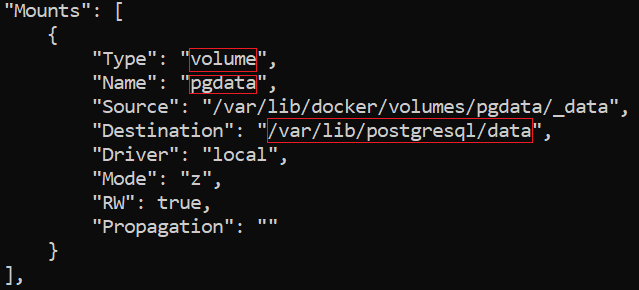 "Mounts": [
    {
        "Type": "volume",
        "Name": "pgdata",
        "Source": "/var/lib/docker/volumes/pgdata/_data",
        "Destination": "/var/lib/postgresql/data",
        "Driver": "local",
        "Mode": "z",
        "RW": true,
        "Propagation": ""
    }
],